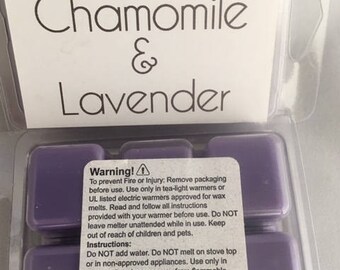 Chamomile
&
Lavender
Warning!
To prevent Fire or Injury: Remove packaging
before use. Use only in tea-light warmers or
UL listed electric warmers approved for wax
melts. Read and follow all instructions
provided with your warmer before use. Do NOT
leave melter unattended while in use. Keep
out of reach of children and pets.
Instructions:
Do NOT add water. Do NOT melt on stove top
or in non-approved appliances. Use only in